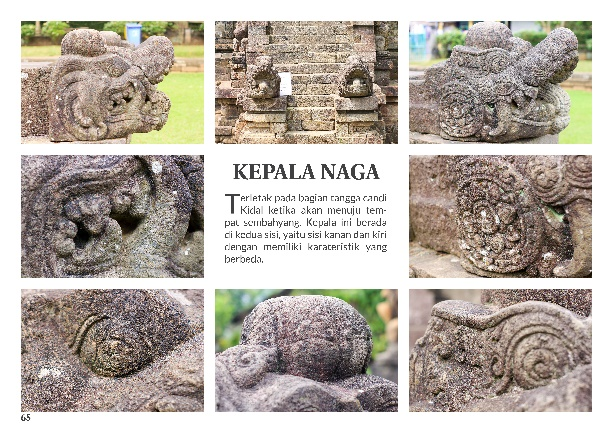 KEPALA NAGA
Terletak pada bagian tangga candi
Kidal ketika akan menuju tem-
pat sembahyang. Kepala ini berada
di kedua sisi, yaitu sisi kanan dan kiri
dengan memiliki karateristik yang
berbeda.
65